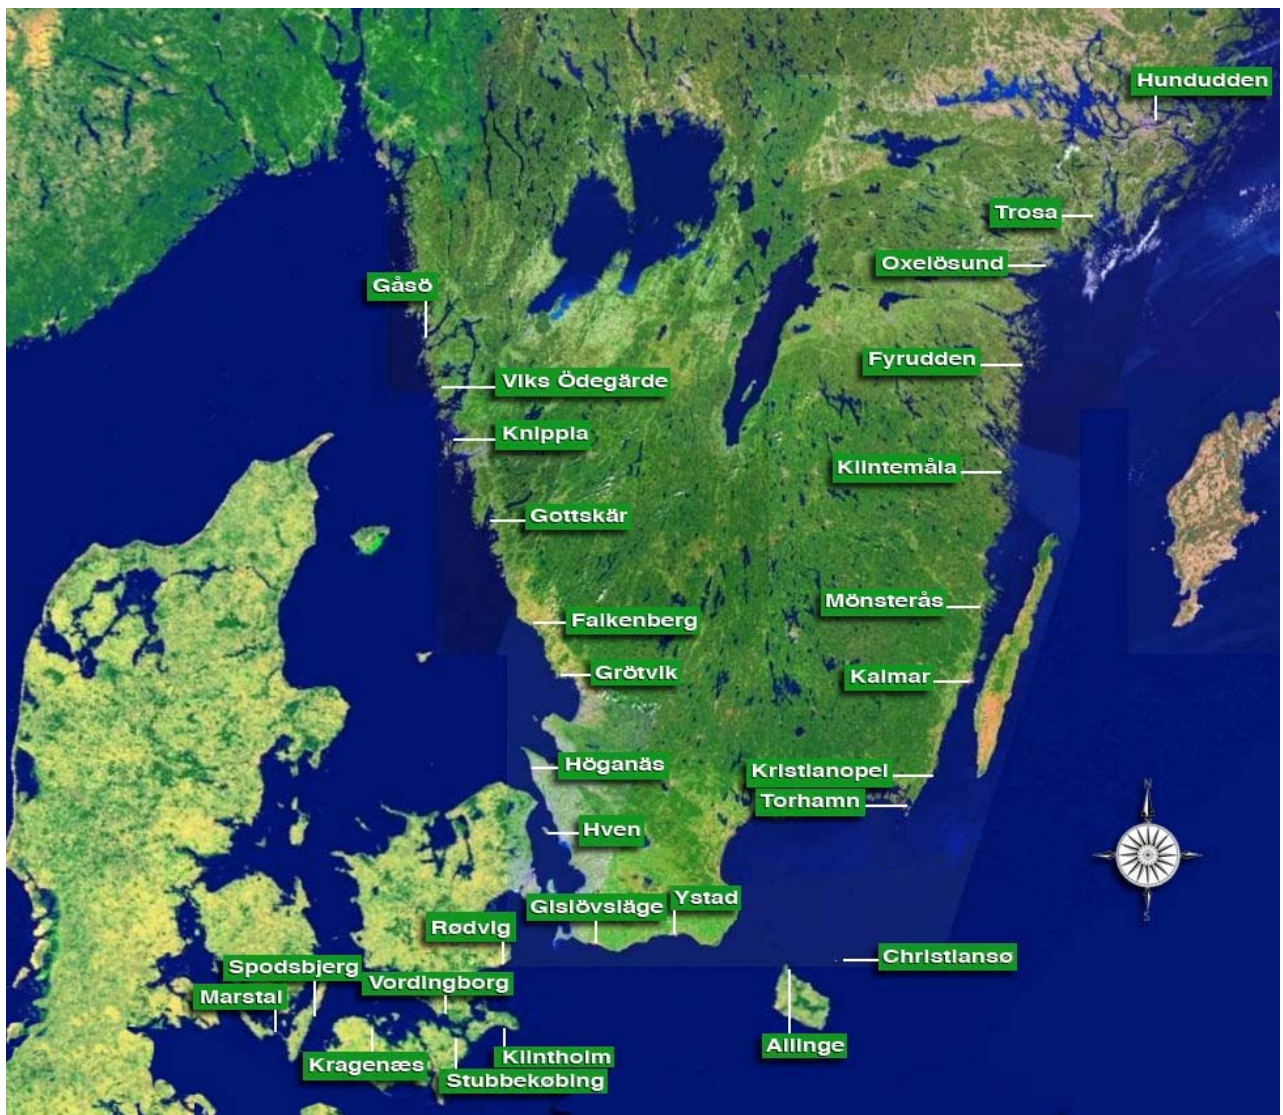 Hundudden
Trosa
Oxelösund
Gåsö
Fyrudden
Viks Ödegärde
Knippla
Klintemåla
Gottskär
Mönsterås
Falkenberg
Grötvik
Kalmar
Höganäs
Kristianopel
N
Torhamn
Hven
Ystad
Gislövsläge
S
Rødvig
Christiansø
Spodsbjerg
Vordingborg
Marstal
Allinge
Klintholm
Kragenæs
Stubbekøbing